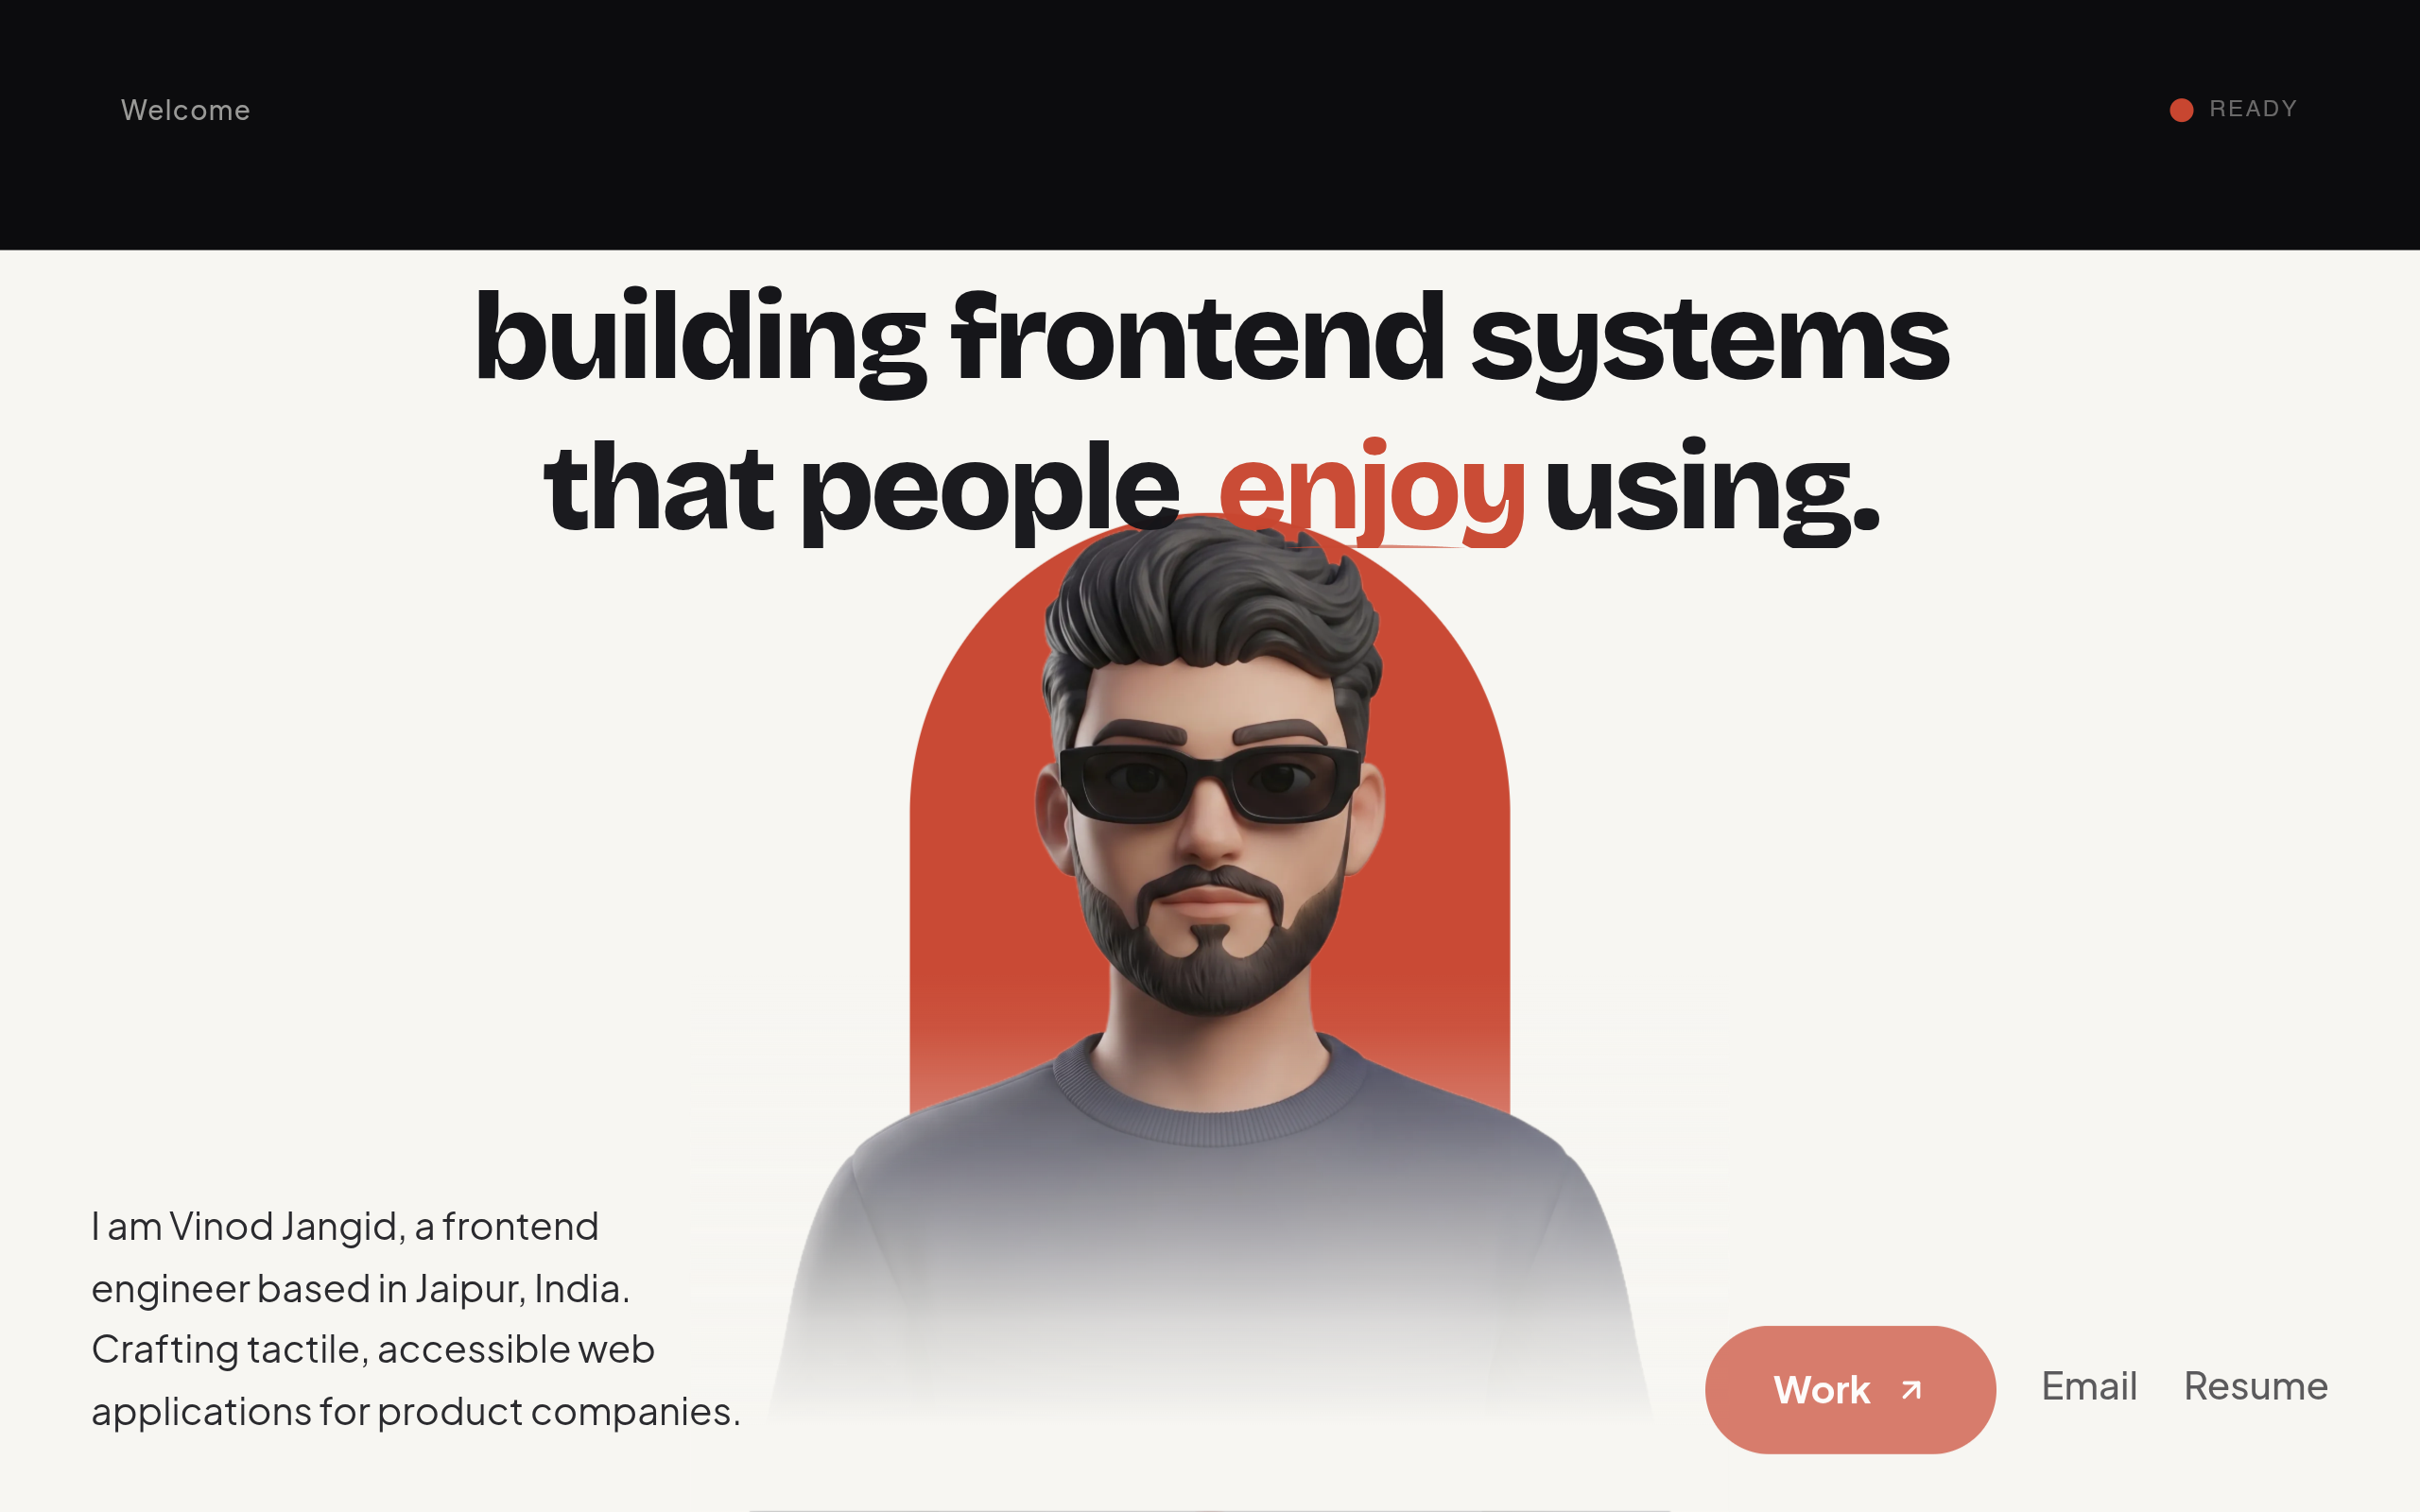 Welcome
READY
building frontend systems
that people enjoy using.
I am Vinod Jangid, a frontend
engineer based in Jaipur, India.
Crafting tactile, accessible web
applications for product companies.
Work ↗
Email
Resume